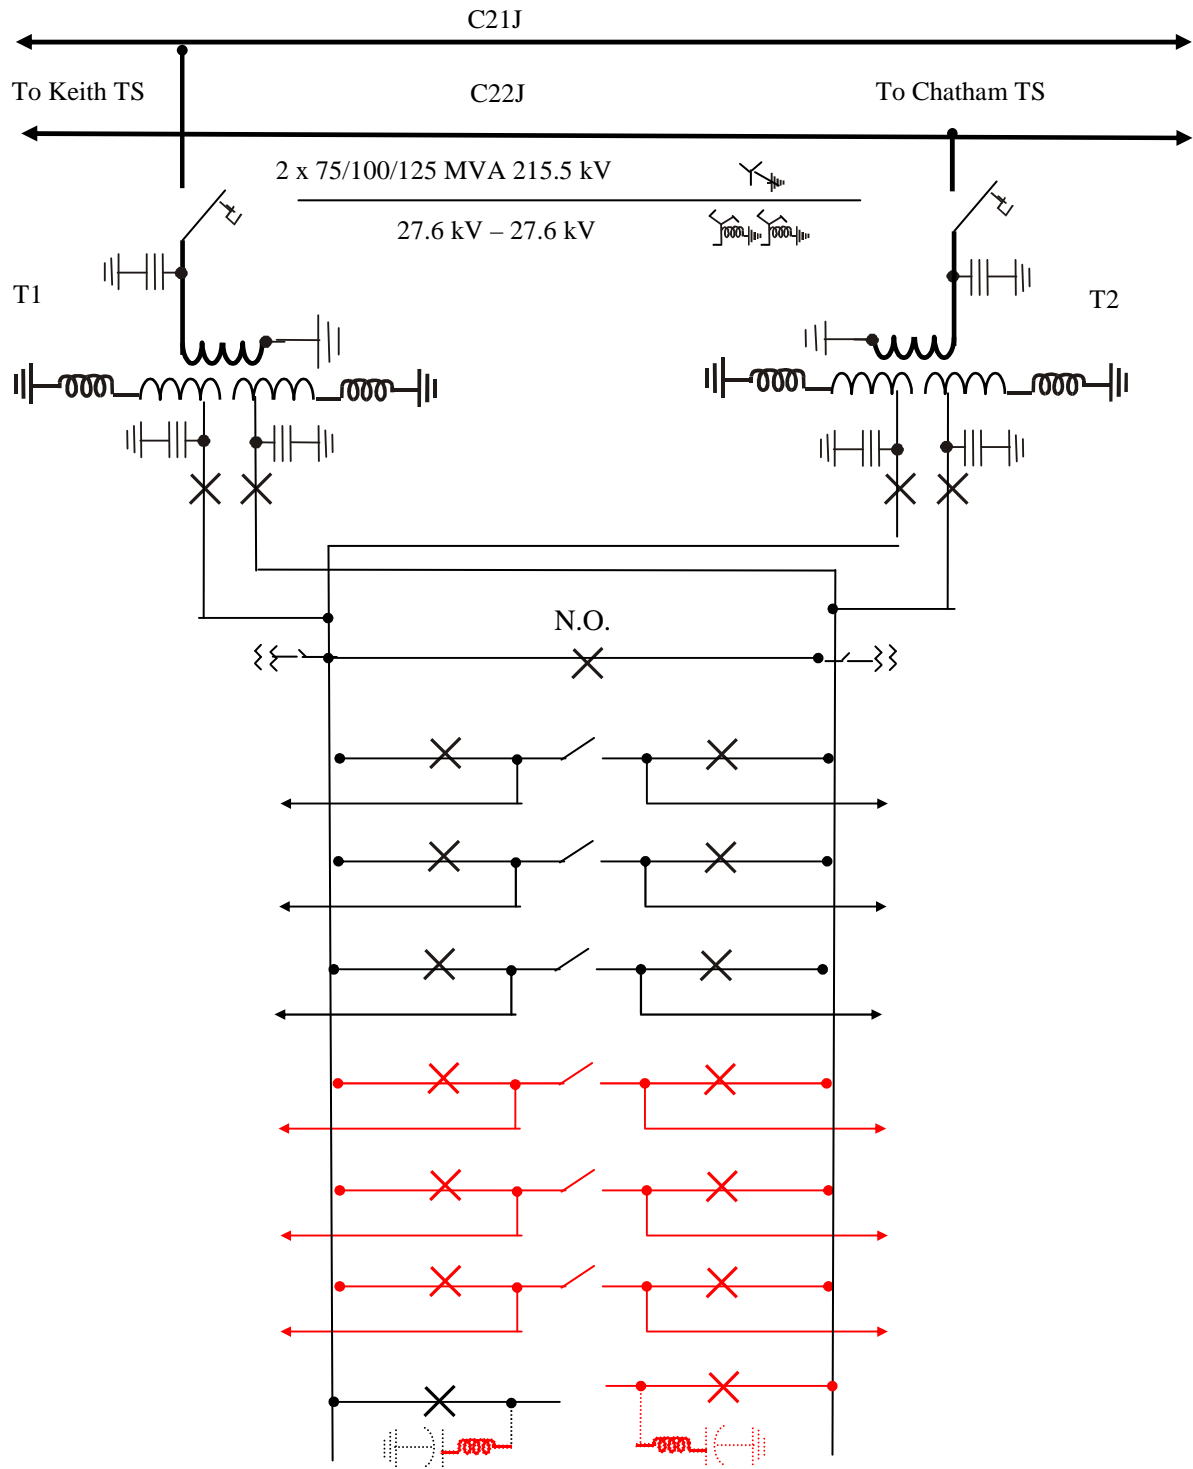 C21J
To Keith TS
C22J
To Chatham TS
2 x 75/100/125 MVA 215.5 kV
27.6 kV – 27.6 kV
T1
T2
N.O.